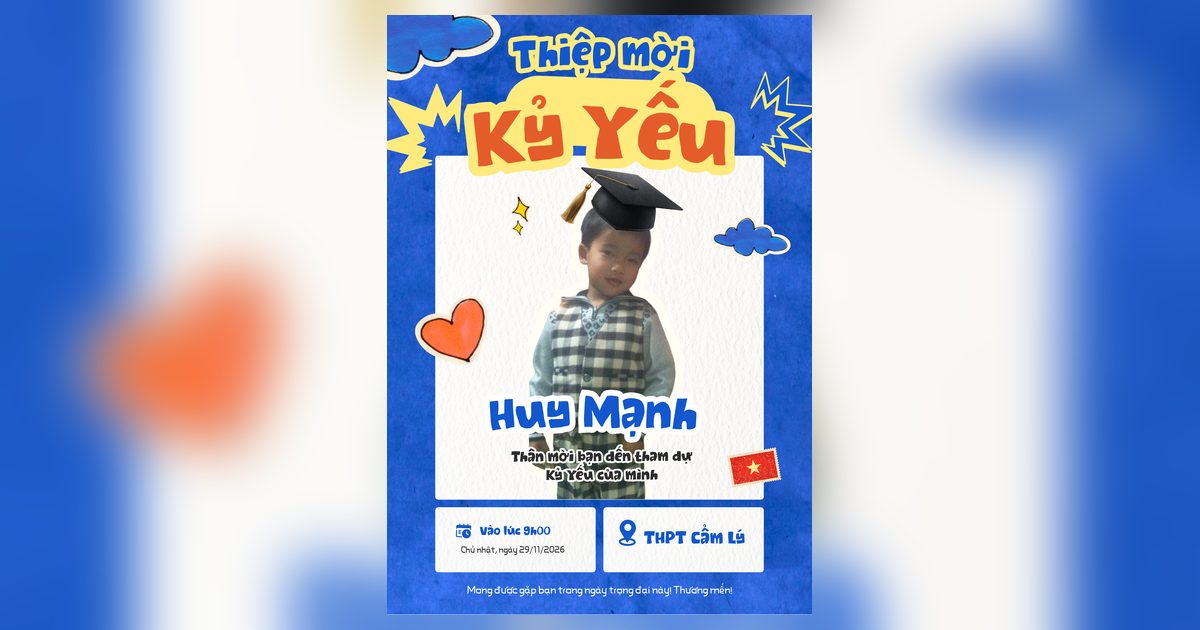 Thiệp mời
Kỷ Yếu
Huy Mạnh
Thân mời bạn đến tham dự
Kỷ Yếu của mình
Vào lúc 9h00
Chủ nhật, ngày 29/11/2026
THPT Cẩm Lý
Mong được gặp bạn trong ngày trọng đại này! Thương mến!